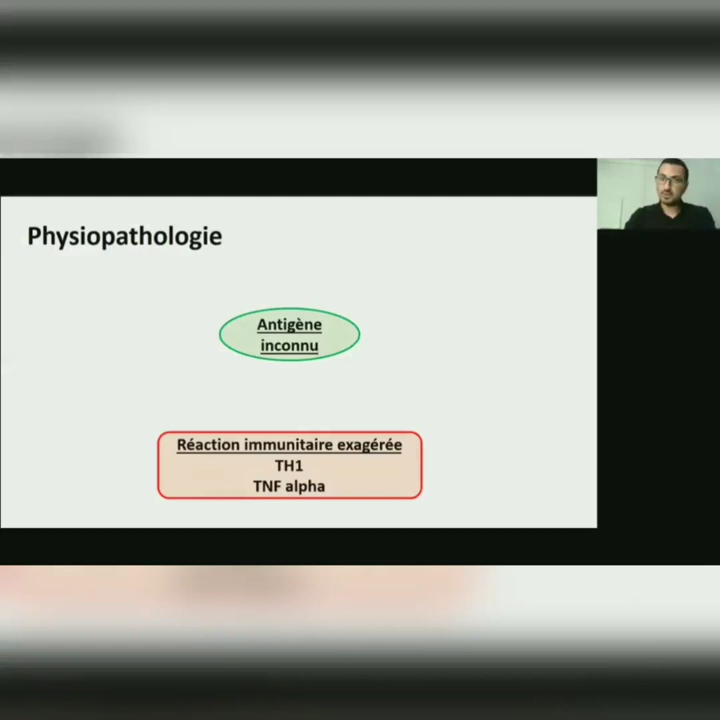 Physiopathologie
Antigène
inconnu
Réaction immunitaire exagérée
TH1
TNF alpha